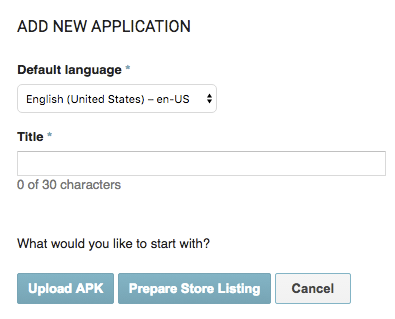 ADD NEW APPLICATION
Default language *
English (United States) – en-US
Title *
0 of 30 characters
What would you like to start with?
Upload APK Prepare Store Listing Cancel